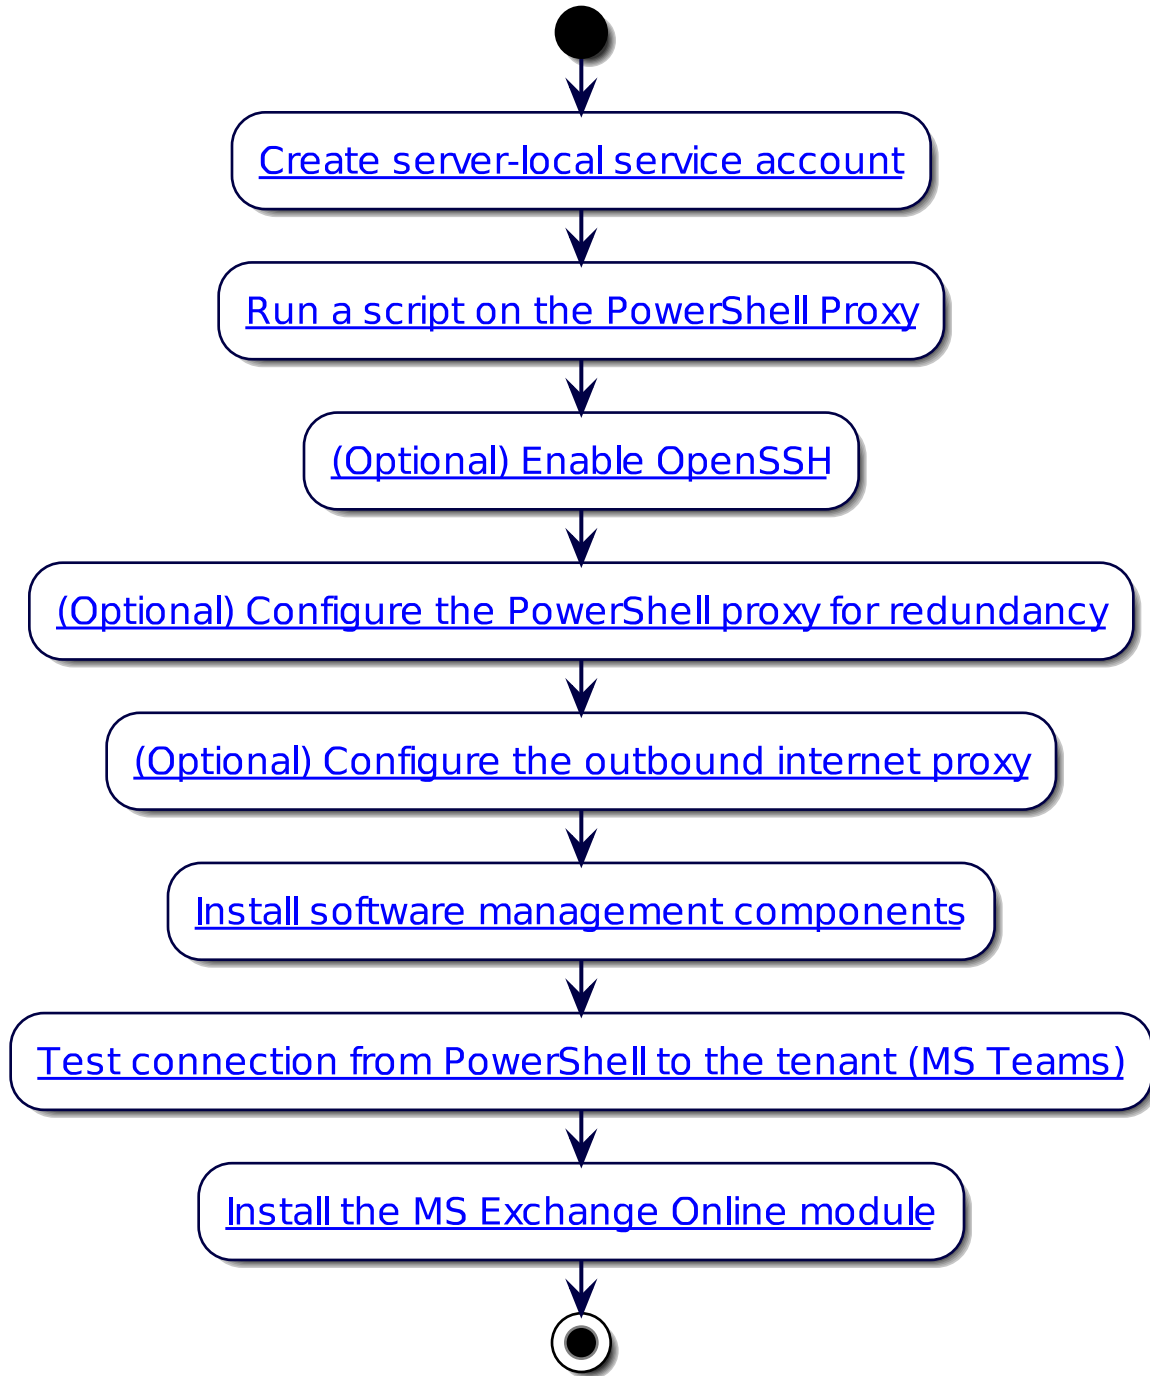 Create server-local service account
Run a script on the PowerShell Proxy
(Optional) Enable OpenSSH
(Optional) Configure the PowerShell proxy for redundancy
(Optional) Configure the outbound internet proxy
Install software management components
Test connection from PowerShell to the tenant (MS Teams)
Install the MS Exchange Online module